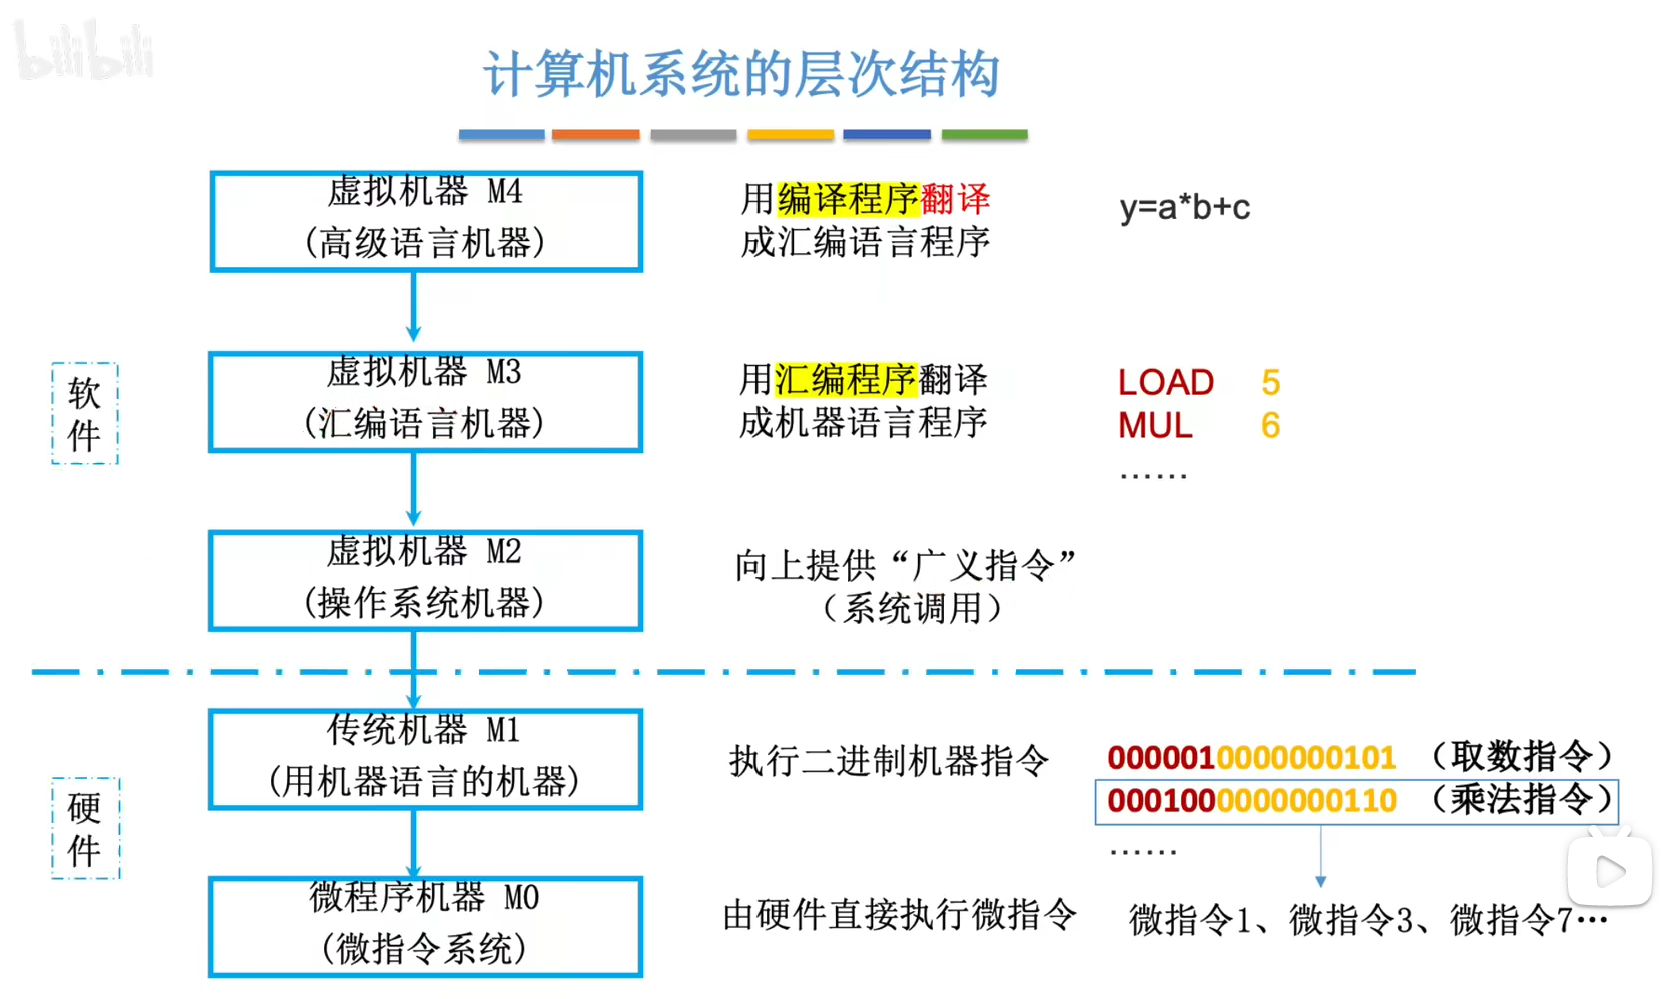 bilibili
计算机系统的层次结构
虚拟机器 M4
(高级语言机器)
用编译程序翻译
成汇编语言程序
y=a*b+c
软
件
虚拟机器 M3
(汇编语言机器)
用汇编程序翻译
成机器语言程序
LOAD 5
MUL 6
……
虚拟机器 M2
(操作系统机器)
向上提供“广义指令”
（系统调用）
硬
件
传统机器 M1
(用机器语言的机器)
执行二进制机器指令
0000010000000101 （取数指令）
0001000000000110 （乘法指令）
……
微程序机器 M0
(微指令系统)
由硬件直接执行微指令
微指令1、微指令3、微指令7…